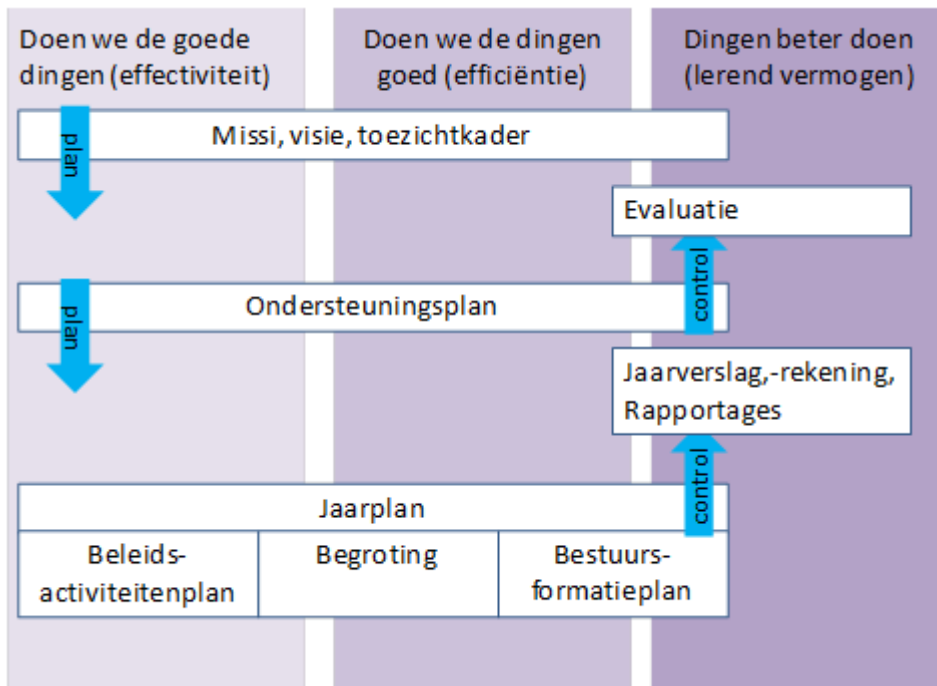 Doen we de goede
dingen (effectiviteit)
Doen we de dingen
goed (efficiëntie)
Dingen beter doen
(lerend vermogen)
plan
Missi, visie, toezichtkader
Evaluatie
control
plan
Ondersteuningsplan
Jaarverslag,-rekening,
Rapportages
control
Jaarplan
Beleids-
activiteitenplan
Begroting
Bestuurs-
formatieplan